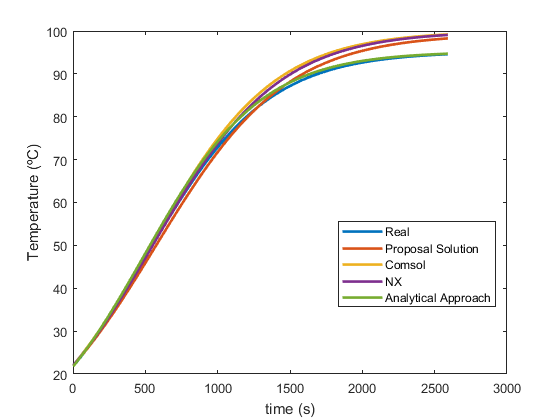 100
90
80
70
60
50
40
30
20
Temperature (ºC)
Real
Proposal Solution
Comsol
NX
Analytical Approach
0
500
1000
1500
2000
2500
3000
time (s)